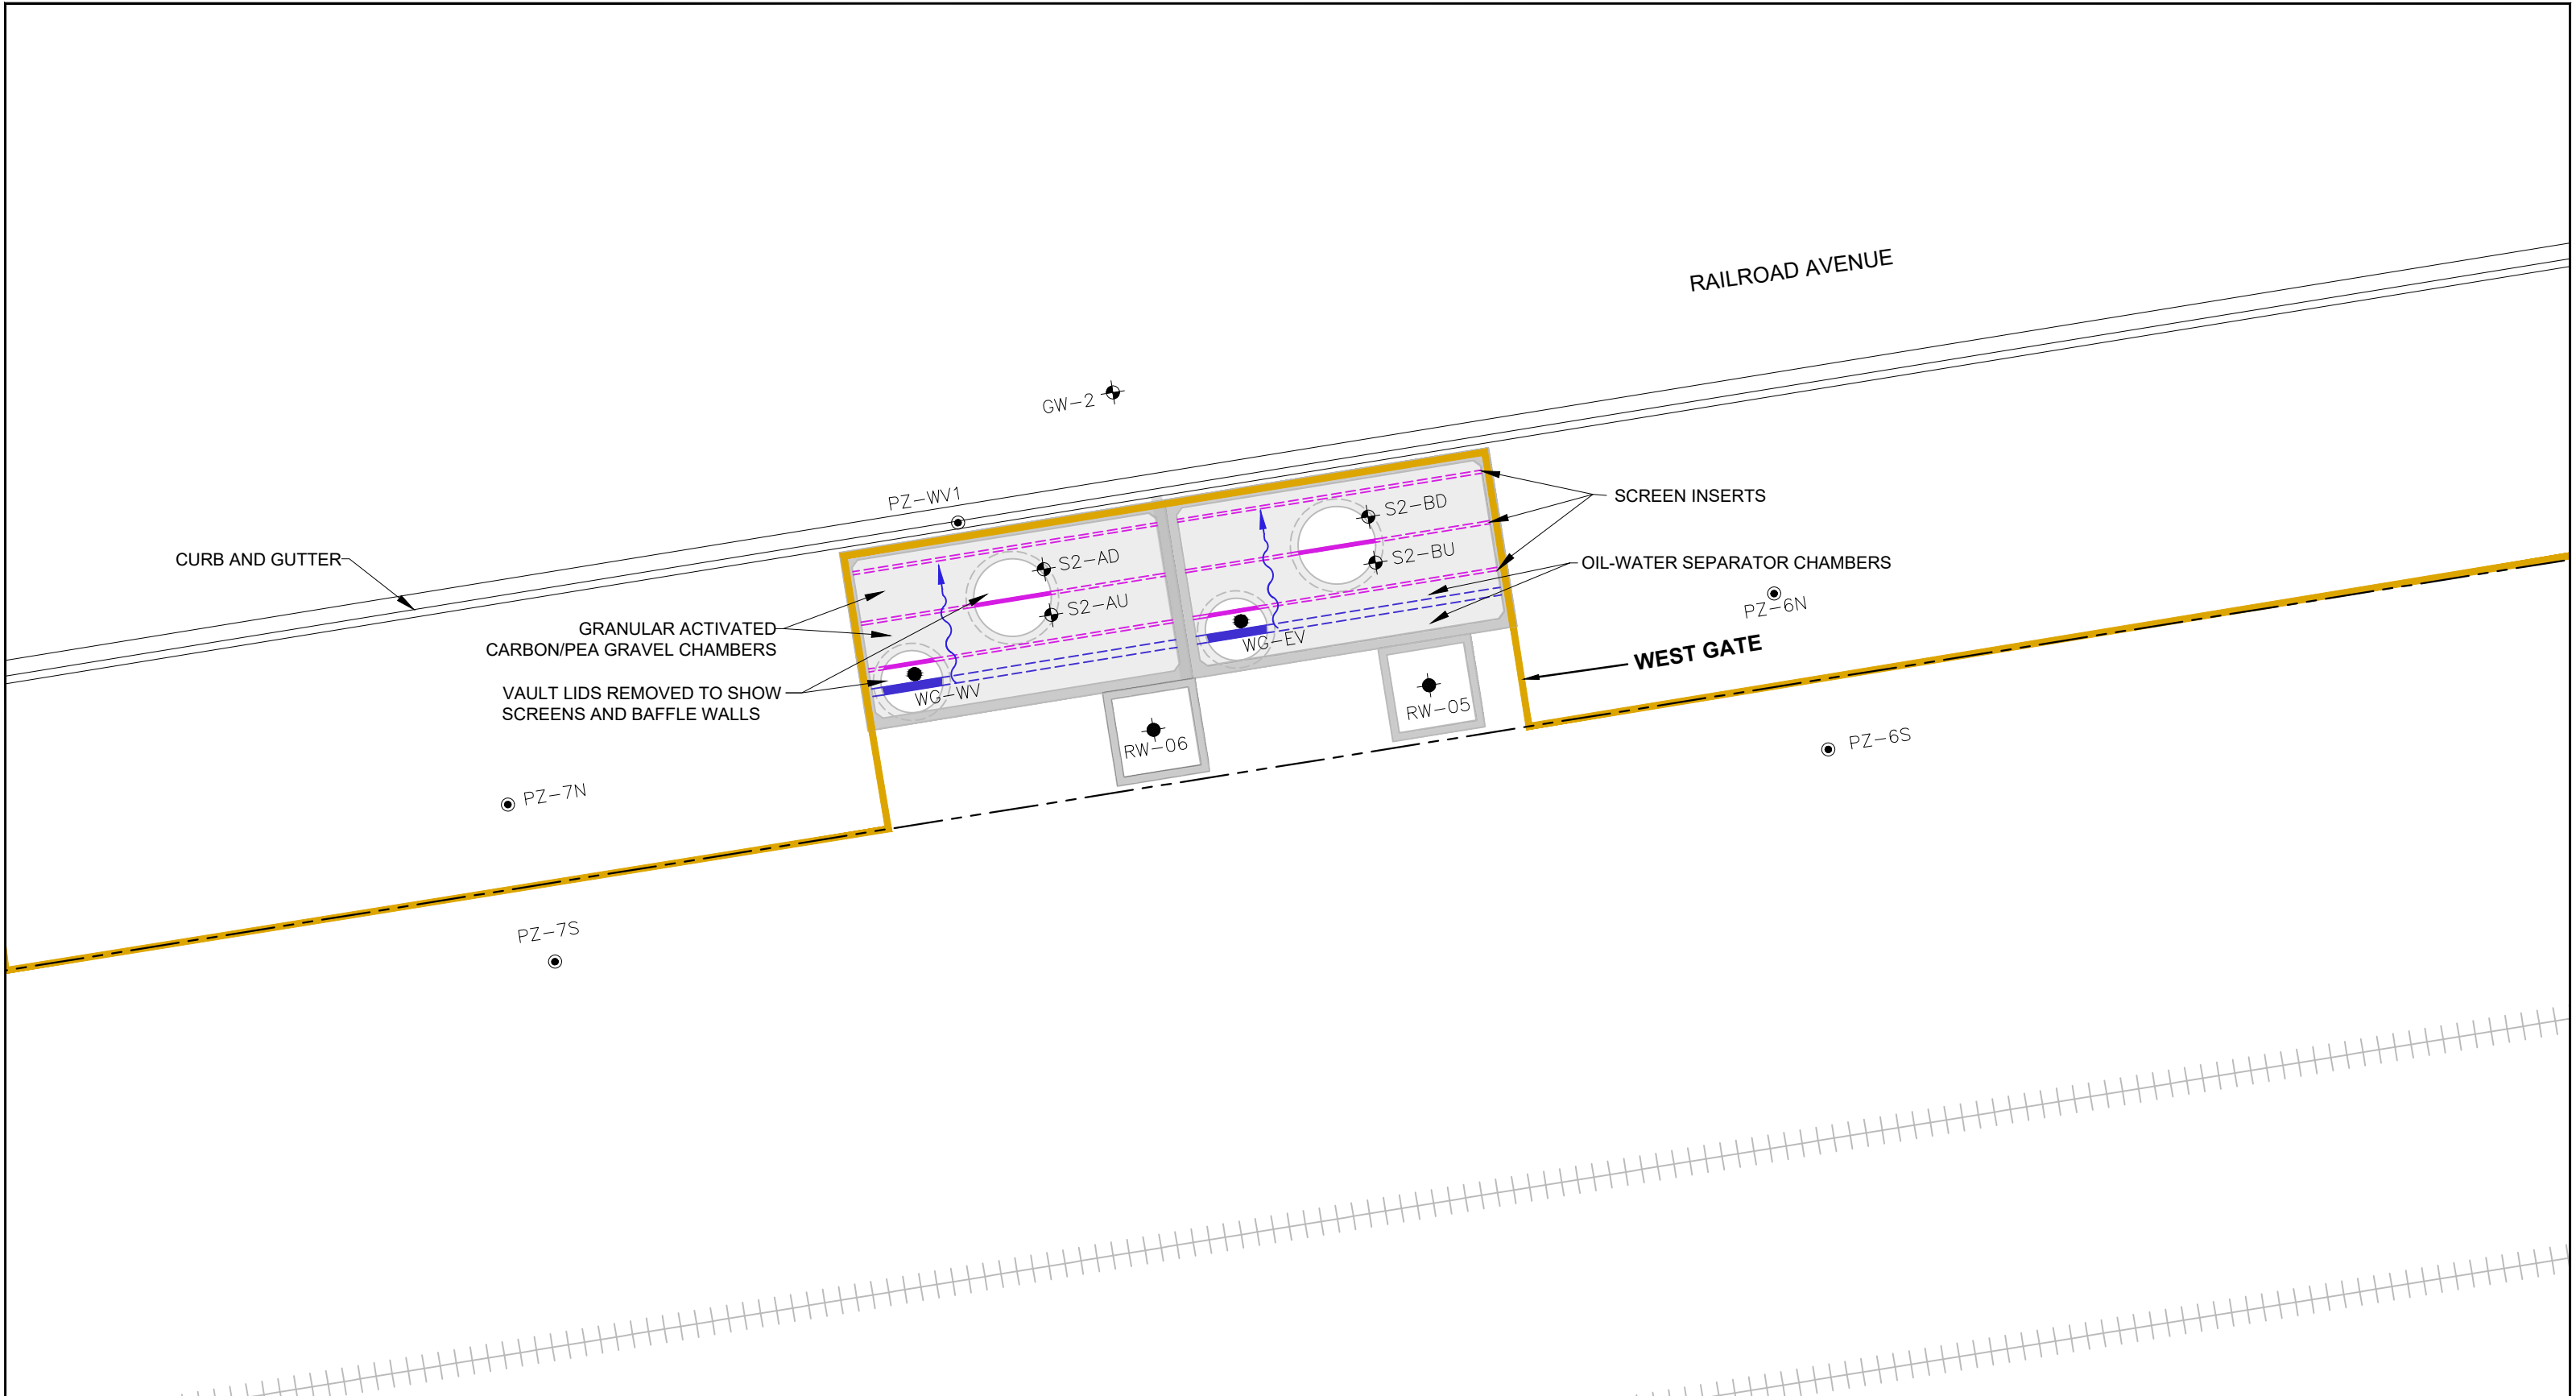 RAILROAD AVENUE
GW-2
PZ-WV1
SCREEN INSERTS
S2-BD
CURB AND GUTTER
S2-AD
S2-BU
OIL-WATER SEPARATOR CHAMBERS
S2-AU
PZ-6N
GRANULAR ACTIVATED
CARBON/PEA GRAVEL CHAMBERS
WG-EV
WEST GATE
VAULT LIDS REMOVED TO SHOW
SCREENS AND BAFFLE WALLS
WG-WV
RW-05
RW-06
PZ-6S
PZ-7N
PZ-7S